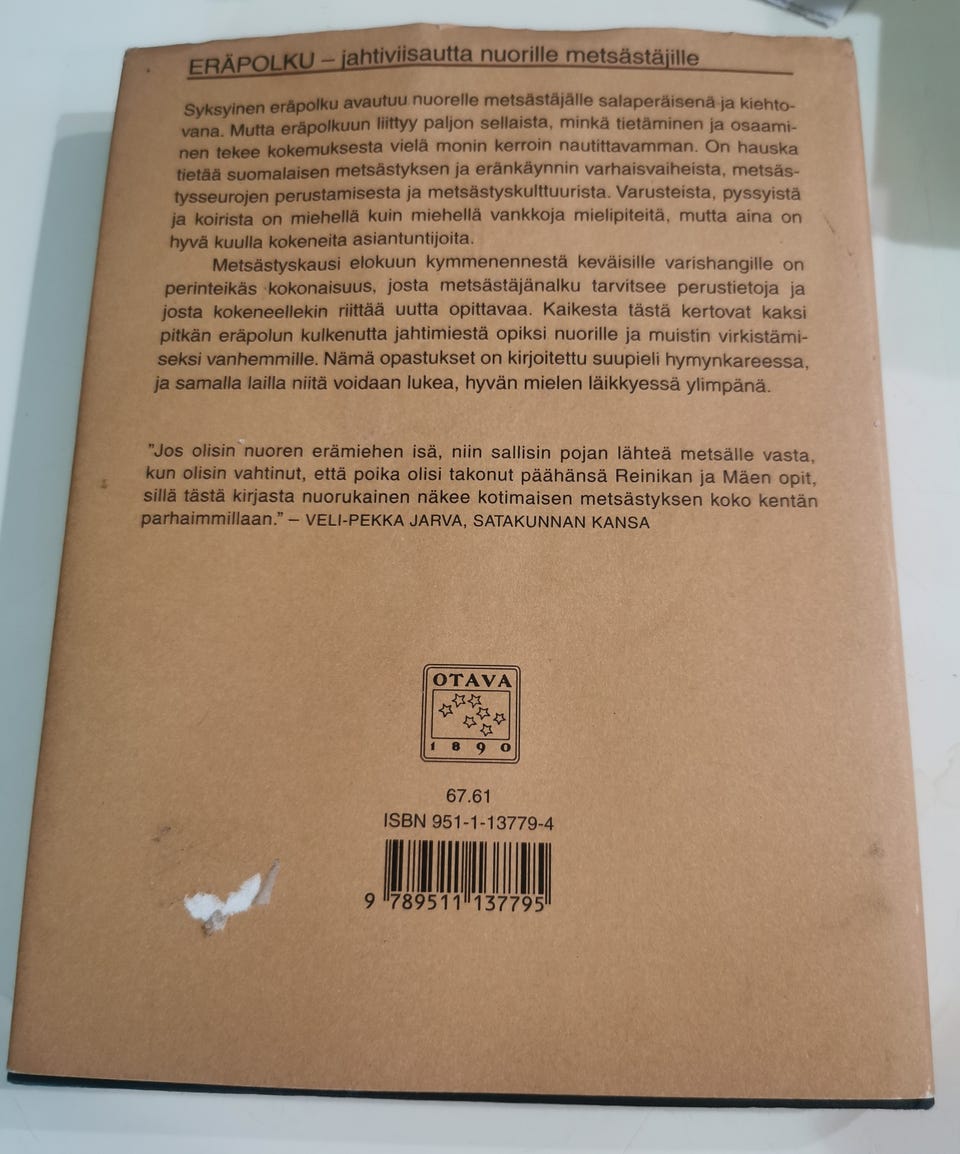 ERÄPOLKU – jahtiviisautta nuorille metsästäjille
Syksyinen eräpolku avautuu nuorelle metsästäjälle salaperäisenä ja kiehto-
vana. Mutta eräpolkuun liittyy paljon sellaista, minkä tietäminen ja osaami-
nen tekee kokemuksesta vielä monin kerroin nautittavamman. On hauska
tietää suomalaisen metsästyksen ja eränkäynnin varhaisvaiheista, metsäs-
tysseurojen perustamisesta ja metsästyskulttuurista. Varusteista, pyssyistä
ja koirista on miehellä kuin miehellä vankkoja mielipiteitä, mutta aina on
hyvä kuulla kokeneita asiantuntijoita.
Metsästyskausi elokuun kymmenennestä keväisille varishangille on
perinteikäs kokonaisuus, josta metsästäjänalku tarvitsee perustietoja ja
josta kokeneellekin riittää uutta opittavaa. Kaikesta tästä kertovat kaksi
pitkän eräpolun kulkenutta jahtimiestä opiksi nuorille ja muistin virkistämi-
seksi vanhemmille. Nämä opastukset on kirjoitettu suupieli hymynkareessa,
ja samalla lailla niitä voidaan lukea, hyvän mielen läikkyessä ylimpänä.
"Jos olisin nuoren erämiehen isä, niin sallisin pojan lähteä metsälle vasta,
kun olisin vahtinut, että poika olisi takonut päähänsä Reinikan ja Mäen opit,
sillä tästä kirjasta nuorukainen näkee kotimaisen metsästyksen koko kentän
parhaimmillaan." – VELI-PEKKA JARVA, SATAKUNNAN KANSA
OTAVA
1890
67.61
ISBN 951-1-13779-4
9 789511 137795